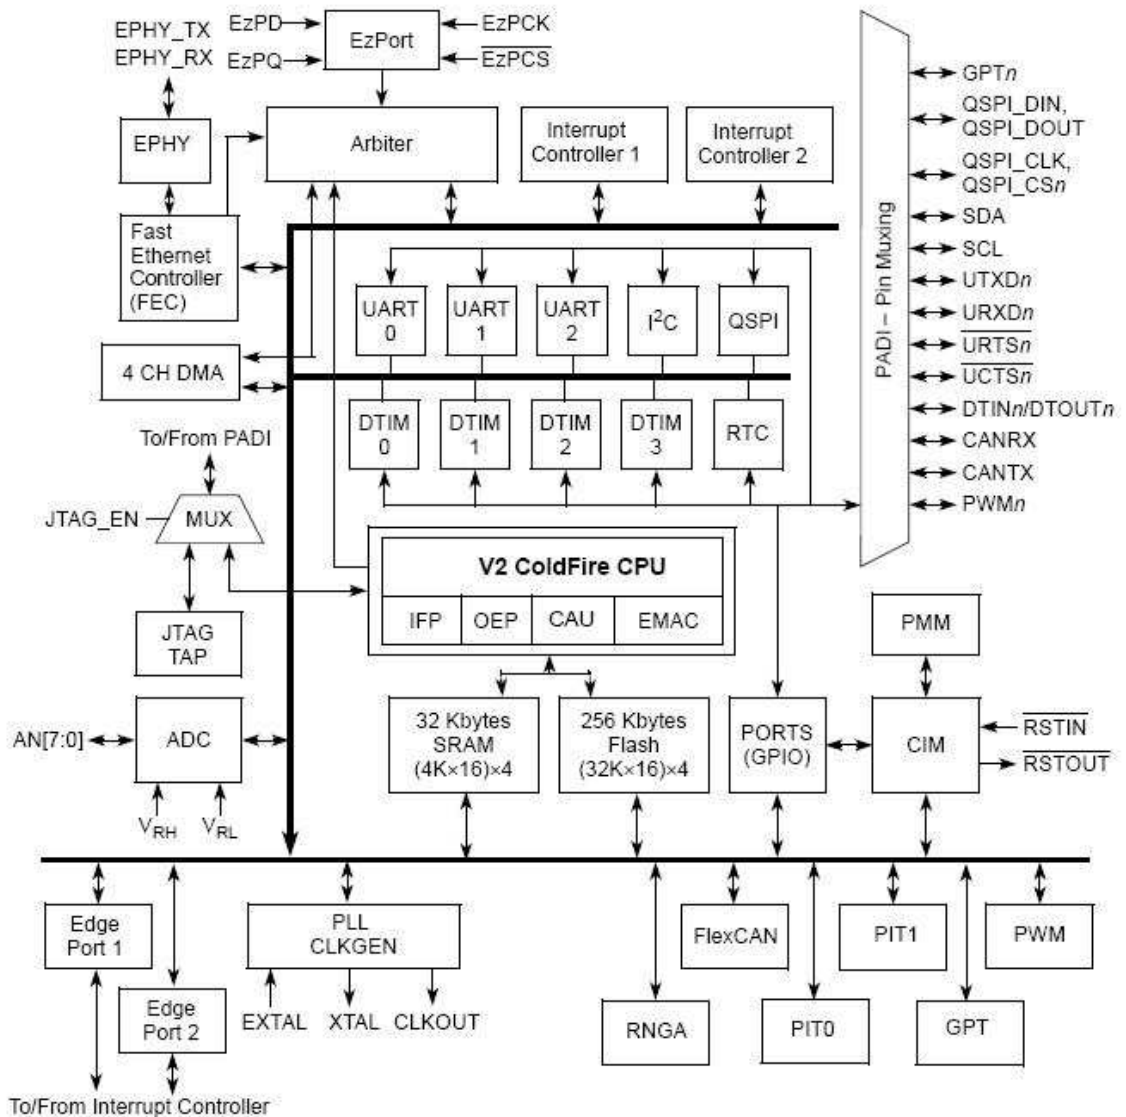 EPHY_TX
EPHY_RX
EzPD
EzPQ
EzPort
EzPCK
EzPCS
EPHY
Arbiter
Interrupt
Controller 1
Interrupt
Controller 2
Fast
Ethernet
Controller
(FEC)
4 CH DMA
UART
0
UART
1
UART
2
I²C
QSPI
DTIM
0
DTIM
1
DTIM
2
DTIM
3
RTC
PADI – Pin Muxing
GPTn
QSPI_DIN,
QSPI_DOUT
QSPI_CLK,
QSPI_CSn
SDA
SCL
UTXDn
URXDn
URTSn
UCTSn
DTINn/DTOUTn
CANRX
CANTX
PWMn
To/From PADI
JTAG_EN
MUX
JTAG
TAP
V2 ColdFire CPU
IFP
OEP
CAU
EMAC
PMM
AN[7:0]
ADC
VRH
VRL
32 Kbytes
SRAM
(4K×16)×4
256 Kbytes
Flash
(32K×16)×4
PORTS
(GPIO)
CIM
RSTIN
RSTOUT
Edge
Port 1
Edge
Port 2
PLL
CLKGEN
EXTAL
XTAL
CLKOUT
FlexCAN
PIT1
PWM
RNGA
PIT0
GPT
To/From Interrupt Controller